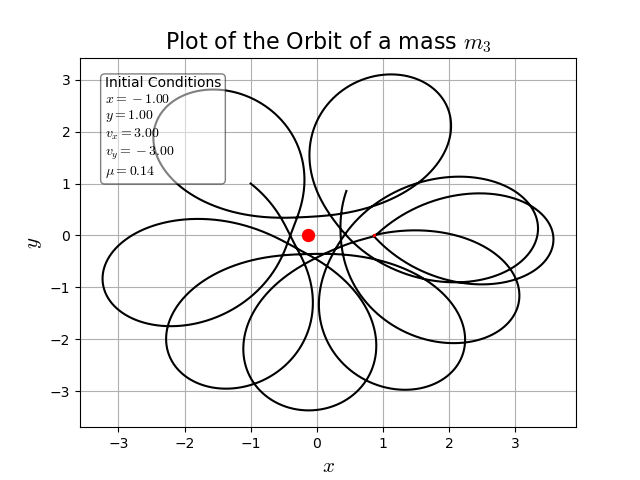 Plot of the Orbit of a mass m₃
Initial Conditions
x = −1.00
y = 1.00
vₓ = 3.00
v_y = −3.00
μ = 0.14
3
2
1
0
−1
−2
−3
y
−3 −2 −1 0 1 2 3
x